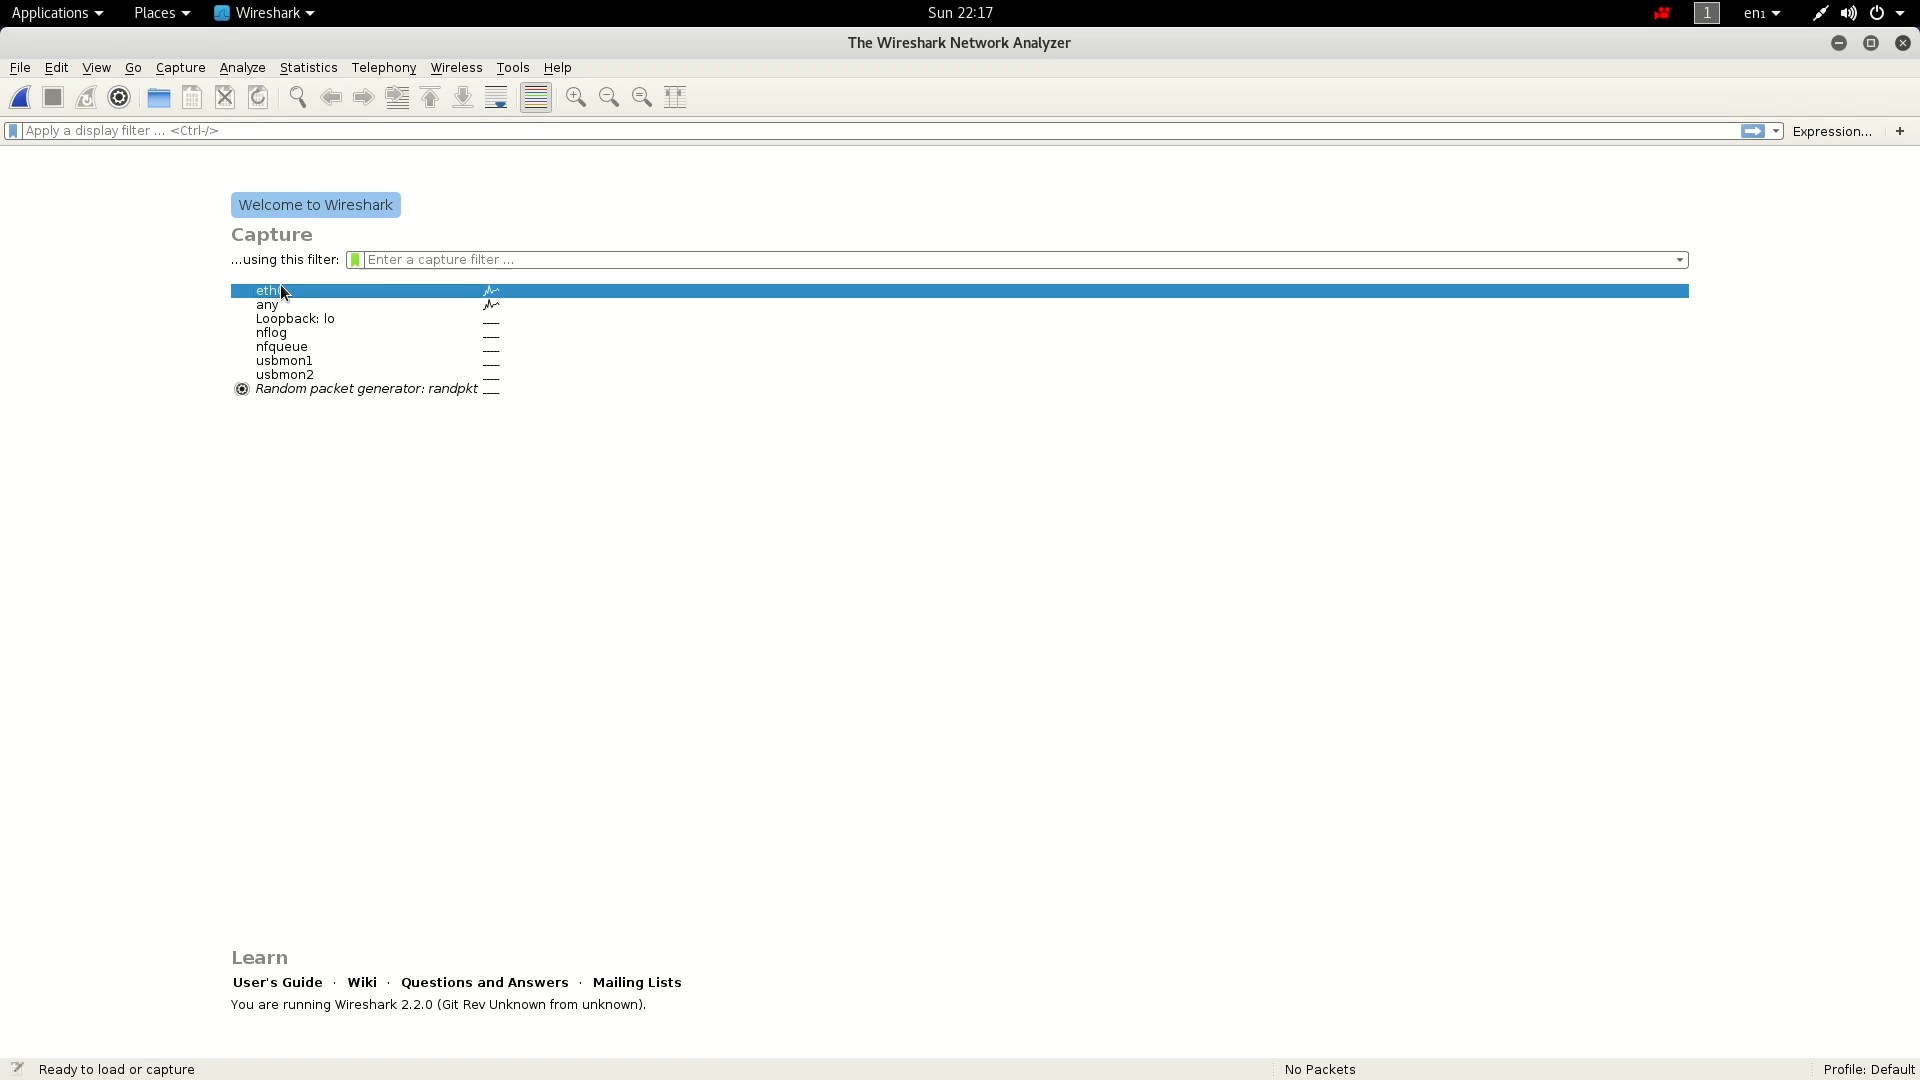 Applications Places Wireshark Sun 22:17 1 en₁
The Wireshark Network Analyzer
File Edit View Go Capture Analyze Statistics Telephony Wireless Tools Help
Apply a display filter ... <Ctrl-/> Expression... +
Welcome to Wireshark
Capture
...using this filter: Enter a capture filter ...
any
Loopback: lo
nflog
nfqueue
usbmon1
usbmon2
Random packet generator: randpkt
Learn
User's Guide · Wiki · Questions and Answers · Mailing Lists
You are running Wireshark 2.2.0 (Git Rev Unknown from unknown).
Ready to load or capture No Packets Profile: Default